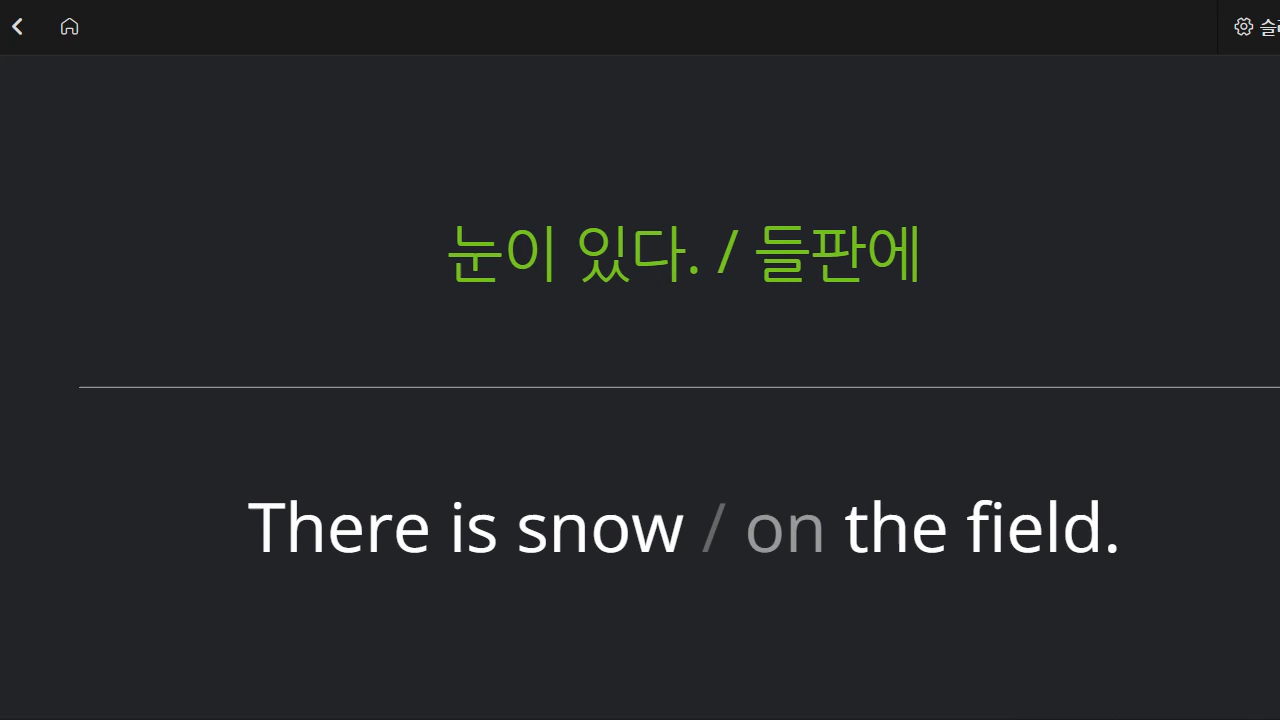 눈이 있다. / 들판에
There is snow / on the field.